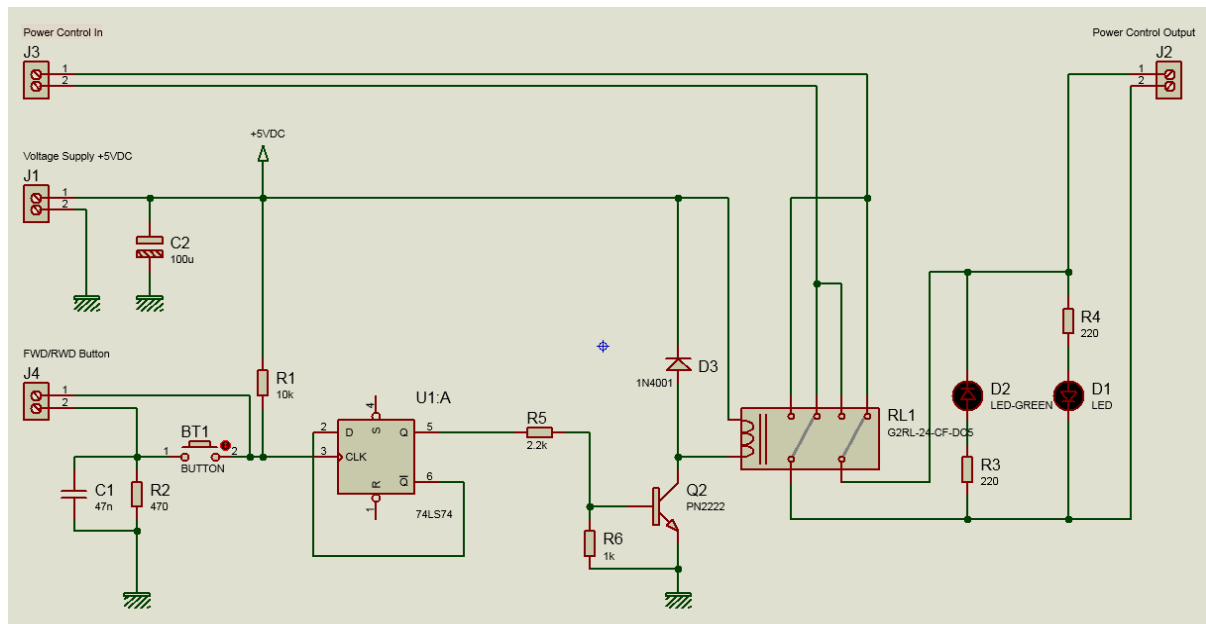 Power Control In
J3
1
2
Power Control Output
J2
1
2
+5VDC
Voltage Supply +5VDC
J1
1
2
C2
100u
FWD/RWD Button
J4
1
2
R1
10k
BT1
1
2
BUTTON
C1
47n
R2
470
U1:A
4
2
D
S
Q
5
3
CLK
R
Q
6
1
74LS74
R5
2.2k
R6
1k
Q2
PN2222
D3
1N4001
RL1
G2RL-24-CF-DC5
R4
220
D2
LED-GREEN
D1
LED
R3
220